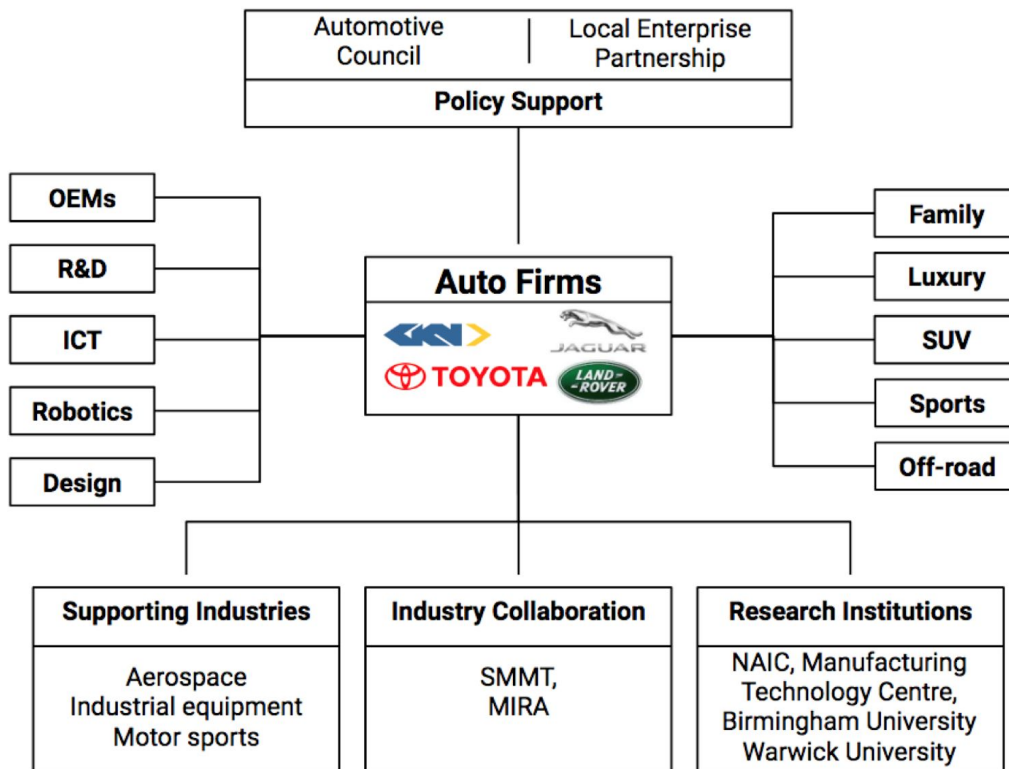 Automotive
Council
Local Enterprise
Partnership
Policy Support
OEMs
R&D
ICT
Robotics
Design
Auto Firms
GKN
JAGUAR
TOYOTA
LAND-
-ROVER
Family
Luxury
SUV
Sports
Off-road
Supporting Industries
Aerospace
Industrial equipment
Motor sports
Industry Collaboration
SMMT,
MIRA
Research Institutions
NAIC, Manufacturing
Technology Centre,
Birmingham University
Warwick University